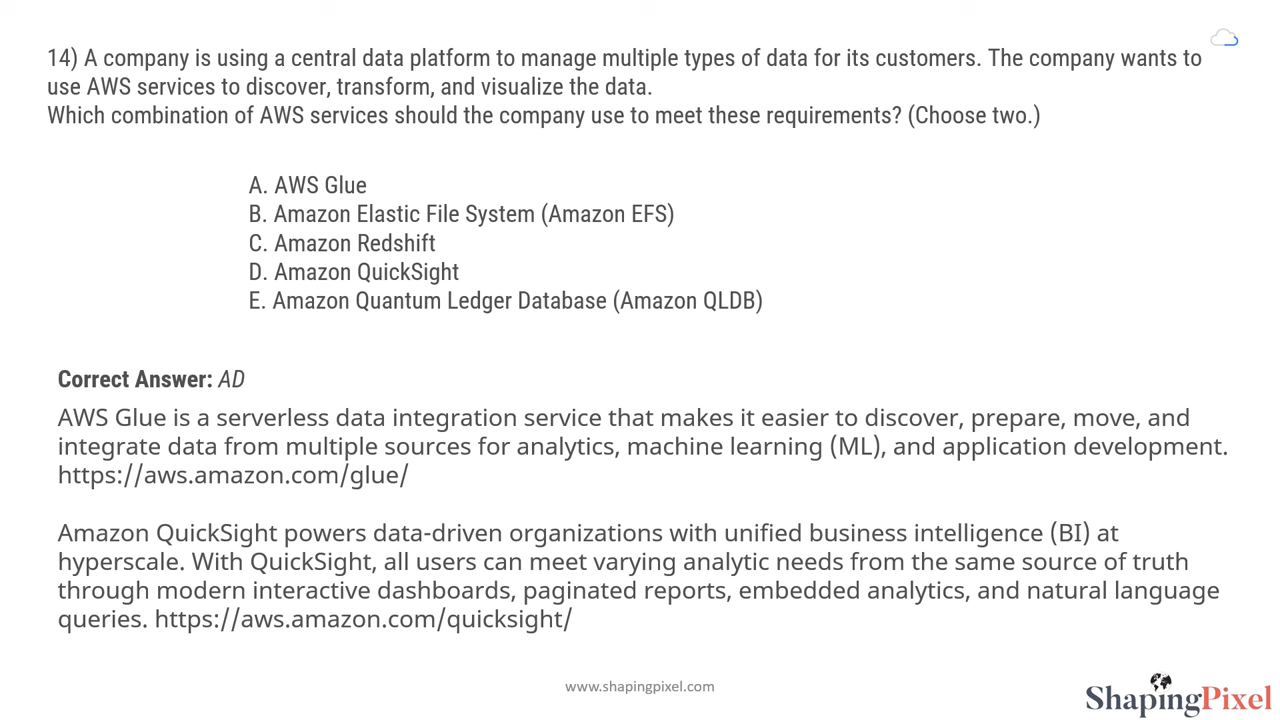 14) A company is using a central data platform to manage multiple types of data for its customers. The company wants to
use AWS services to discover, transform, and visualize the data.
Which combination of AWS services should the company use to meet these requirements? (Choose two.)
A. AWS Glue
B. Amazon Elastic File System (Amazon EFS)
C. Amazon Redshift
D. Amazon QuickSight
E. Amazon Quantum Ledger Database (Amazon QLDB)
Correct Answer: AD
AWS Glue is a serverless data integration service that makes it easier to discover, prepare, move, and
integrate data from multiple sources for analytics, machine learning (ML), and application development.
https://aws.amazon.com/glue/
Amazon QuickSight powers data-driven organizations with unified business intelligence (BI) at
hyperscale. With QuickSight, all users can meet varying analytic needs from the same source of truth
through modern interactive dashboards, paginated reports, embedded analytics, and natural language
queries. https://aws.amazon.com/quicksight/
www.shapingpixel.com
ShapingPixel